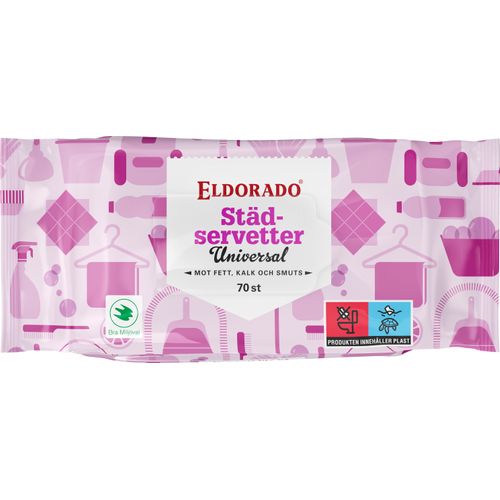 ELDORADO®
Städ-
servetter
Universal
MOT FETT, KALK OCH SMUTS
70 st
Bra Miljöval
PRODUKTEN INNEHÅLLER PLAST